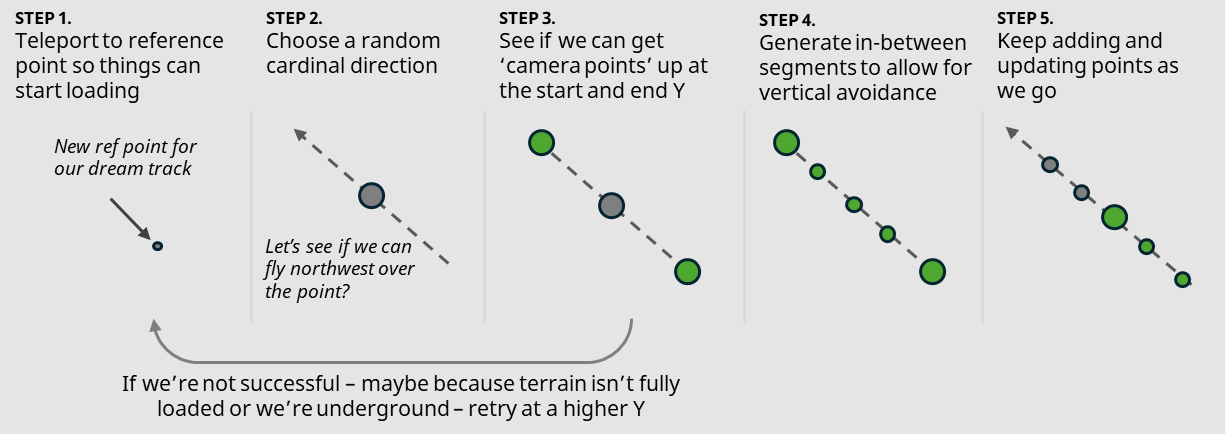 STEP 1.
Teleport to reference
point so things can
start loading
New ref point for
our dream track
STEP 2.
Choose a random
cardinal direction
Let's see if we can
fly northwest over
the point?
STEP 3.
See if we can get
‘camera points’ up at
the start and end Y
STEP 4.
Generate in-between
segments to allow for
vertical avoidance
STEP 5.
Keep adding and
updating points as
we go
If we're not successful – maybe because terrain isn't fully
loaded or we're underground – retry at a higher Y